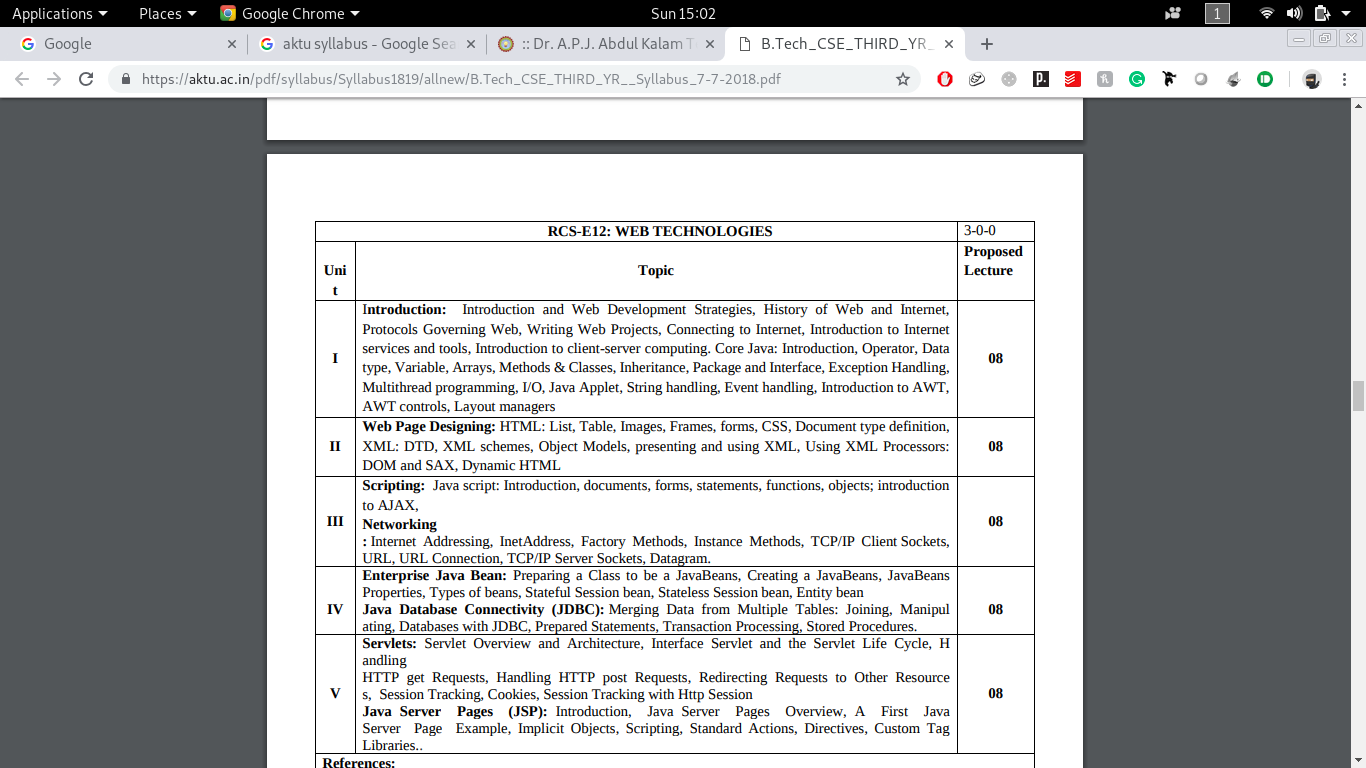 Applications Places Google Chrome Sun 15:02 1
Google aktu syllabus - Google Sea :: Dr. A.P.J. Abdul Kalam T B.Tech_CSE_THIRD_YR_
https://aktu.ac.in/pdf/syllabus/Syllabus1819/allnew/B.Tech_CSE_THIRD_YR__Syllabus_7-7-2018.pdf
RCS-E12: WEB TECHNOLOGIES 3-0-0
Uni
t
Topic
Proposed
Lecture
I
Introduction: Introduction and Web Development Strategies, History of Web and Internet,
Protocols Governing Web, Writing Web Projects, Connecting to Internet, Introduction to Internet
services and tools, Introduction to client-server computing. Core Java: Introduction, Operator, Data
type, Variable, Arrays, Methods & Classes, Inheritance, Package and Interface, Exception Handling,
Multithread programming, I/O, Java Applet, String handling, Event handling, Introduction to AWT,
AWT controls, Layout managers
08
II
Web Page Designing: HTML: List, Table, Images, Frames, forms, CSS, Document type definition,
XML: DTD, XML schemes, Object Models, presenting and using XML, Using XML Processors:
DOM and SAX, Dynamic HTML
08
III
Scripting: Java script: Introduction, documents, forms, statements, functions, objects; introduction
to AJAX,
Networking
: Internet Addressing, InetAddress, Factory Methods, Instance Methods, TCP/IP Client Sockets,
URL, URL Connection, TCP/IP Server Sockets, Datagram.
08
IV
Enterprise Java Bean: Preparing a Class to be a JavaBeans, Creating a JavaBeans, JavaBeans
Properties, Types of beans, Stateful Session bean, Stateless Session bean, Entity bean
Java Database Connectivity (JDBC): Merging Data from Multiple Tables: Joining, Manipul
ating, Databases with JDBC, Prepared Statements, Transaction Processing, Stored Procedures.
08
V
Servlets: Servlet Overview and Architecture, Interface Servlet and the Servlet Life Cycle, H
andling
HTTP get Requests, Handling HTTP post Requests, Redirecting Requests to Other Resource
s, Session Tracking, Cookies, Session Tracking with Http Session
Java Server Pages (JSP): Introduction, Java Server Pages Overview, A First Java
Server Page Example, Implicit Objects, Scripting, Standard Actions, Directives, Custom Tag
Libraries..
08
References: